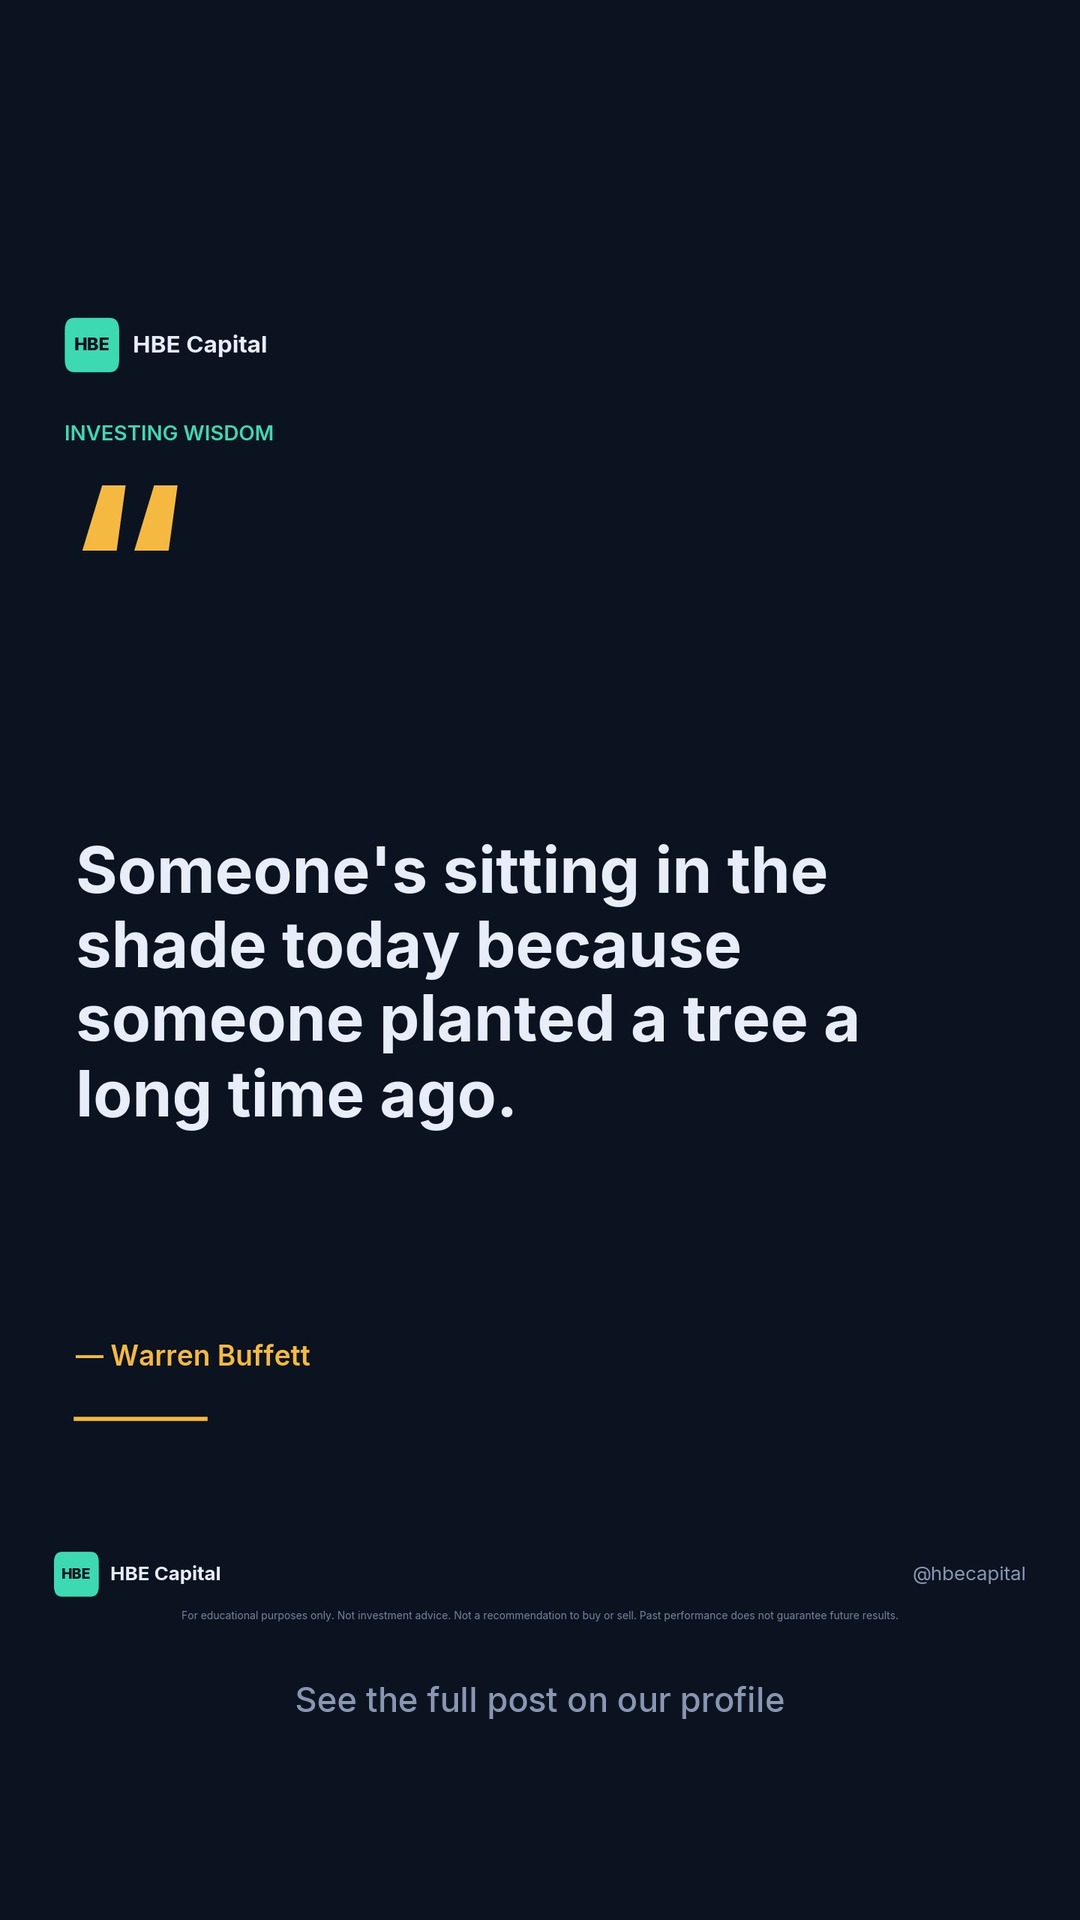 HBE HBE Capital
INVESTING WISDOM
"
Someone's sitting in the
shade today because
someone planted a tree a
long time ago.
— Warren Buffett
HBE HBE Capital @hbecapital
For educational purposes only. Not investment advice. Not a recommendation to buy or sell. Past performance does not guarantee future results.
See the full post on our profile